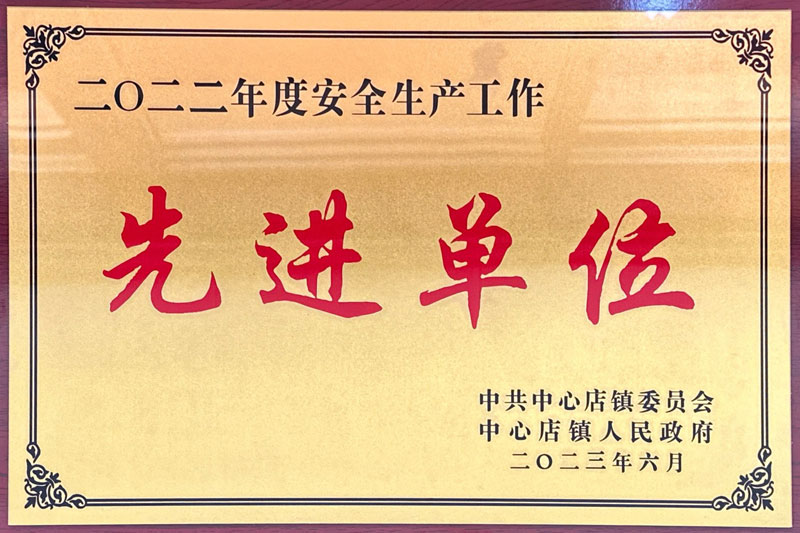 二〇二二年度安全生产工作
先进单位
中共中心店镇委员会
中心店镇人民政府
二〇二三年六月